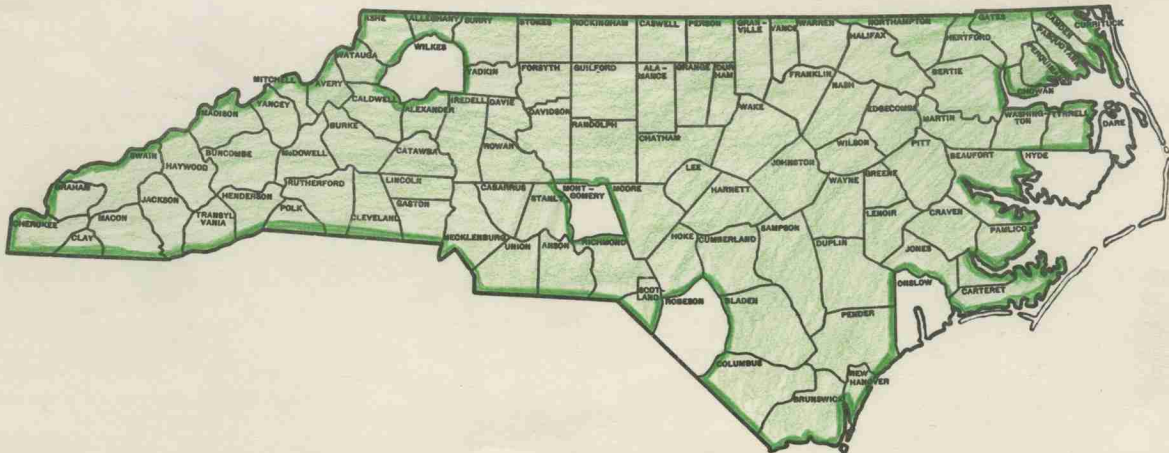 ASHE
ALLEGHANY
SURRY
STOKES
ROCKINGHAM
CASWELL
PERSON
GRAN-
VILLE
VANCE
WARREN
NORTHAMPTON
HALIFAX
HERTFORD
GATES
CAMDEN
CURRITUCK
PASQUOTANK
PERQUIMANS
CHOWAN
WATAUGA
WILKES
YADKIN
FORSYTH
GUILFORD
ALA-
MANCE
ORANGE
DUR
HAM
FRANKLIN
NASH
EDGECOMBE
BERTIE
MARTIN
WASHING-
TON
TYRRELL
DARE
MITCHELL
AVERY
YANCEY
MADISON
CALDWELL
ALEXANDER
IREDELL
DAVIE
DAVIDSON
RANDOLPH
CHATHAM
WAKE
WILSON
PITT
BEAUFORT
HYDE
SWAIN
HAYWOOD
BUNCOMBE
McDOWELL
BURKE
CATAWBA
ROWAN
LEE
JOHNSTON
WAYNE
GREENE
GRAHAM
JACKSON
HENDERSON
RUTHERFORD
LINCOLN
CABARRUS
STANLY
MONT-
GOMERY
MOORE
HARNETT
LENOIR
CRAVEN
PAMLICO
CHEROKEE
CLAY
MACON
TRANSYL
VANIA
POLK
CLEVELAND
GASTON
MECKLENBURG
UNION
ANSON
RICHMOND
HOKE
CUMBERLAND
SAMPSON
DUPLIN
JONES
CARTERET
ONSLOW
SCOT-
LAND
ROBESON
BLADEN
PENDER
COLUMBUS
BRUNSWICK
NEW
HANOVER